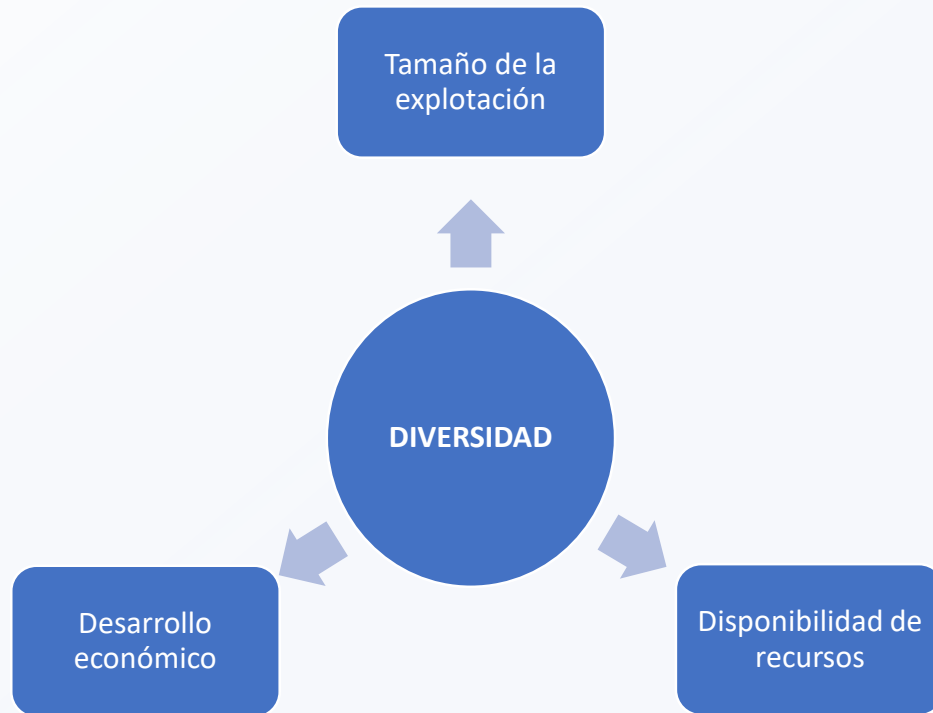 Tamaño de la
explotación
DIVERSIDAD
Desarrollo
económico
Disponibilidad de
recursos